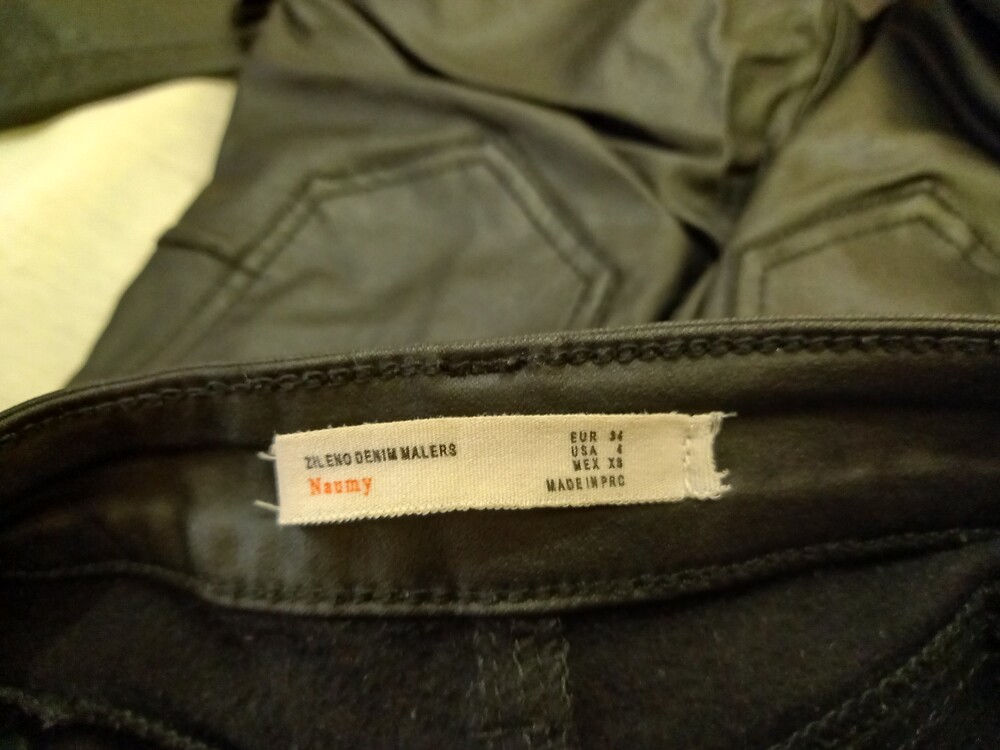 ZILENO DENIM MALERS
Naumy
EUR 34
USA 4
MEX XS
MADE IN PRC